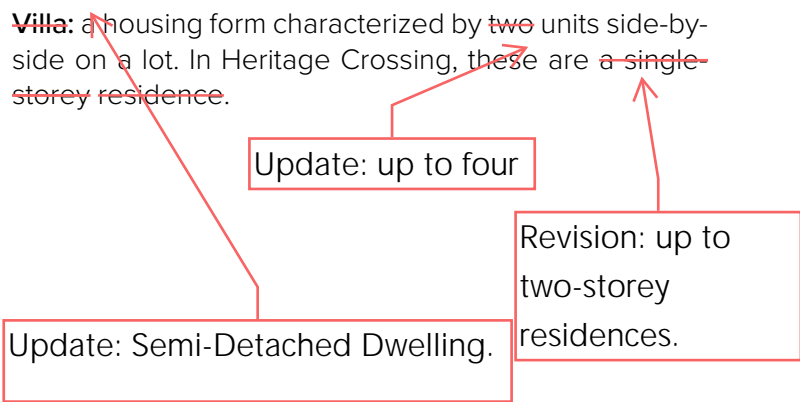 Villa: a housing form characterized by two units side-by-
side on a lot. In Heritage Crossing, these are a single-
storey residence.
Update: up to four
Revision: up to
two-storey
residences.
Update: Semi-Detached Dwelling.